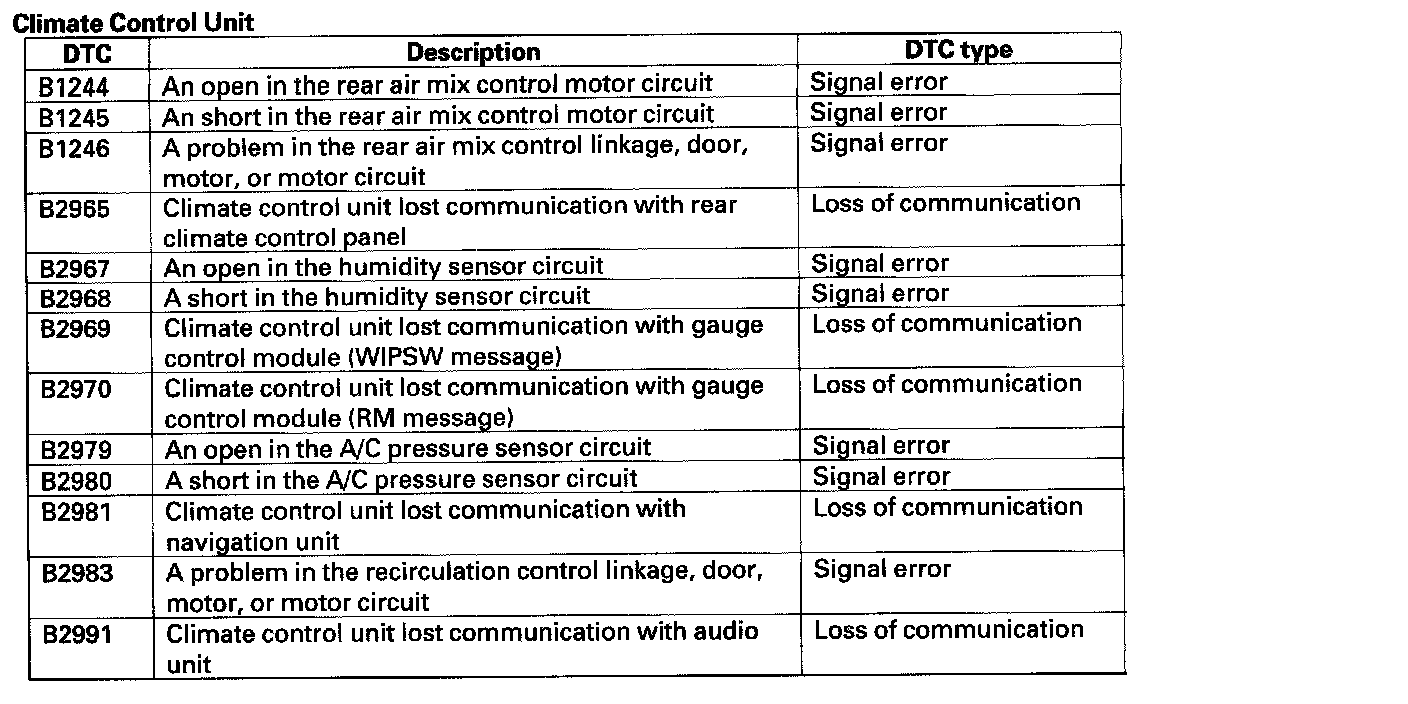 Climate Control Unit
DTC Description DTC type
B1244 An open in the rear air mix control motor circuit Signal error
B1245 An short in the rear air mix control motor circuit Signal error
B1246 A problem in the rear air mix control linkage, door, Signal error
motor, or motor circuit
B2965 Climate control unit lost communication with rear Loss of communication
climate control panel
B2967 An open in the humidity sensor circuit Signal error
B2968 A short in the humidity sensor circuit Signal error
B2969 Climate control unit lost communication with gauge Loss of communication
control module (WIPSW message)
B2970 Climate control unit lost communication with gauge Loss of communication
control module (RM message)
B2979 An open in the A/C pressure sensor circuit Signal error
B2980 A short in the A/C pressure sensor circuit Signal error
B2981 Climate control unit lost communication with Loss of communication
navigation unit
B2983 A problem in the recirculation control linkage, door, Signal error
motor, or motor circuit
B2991 Climate control unit lost communication with audio Loss of communication
unit